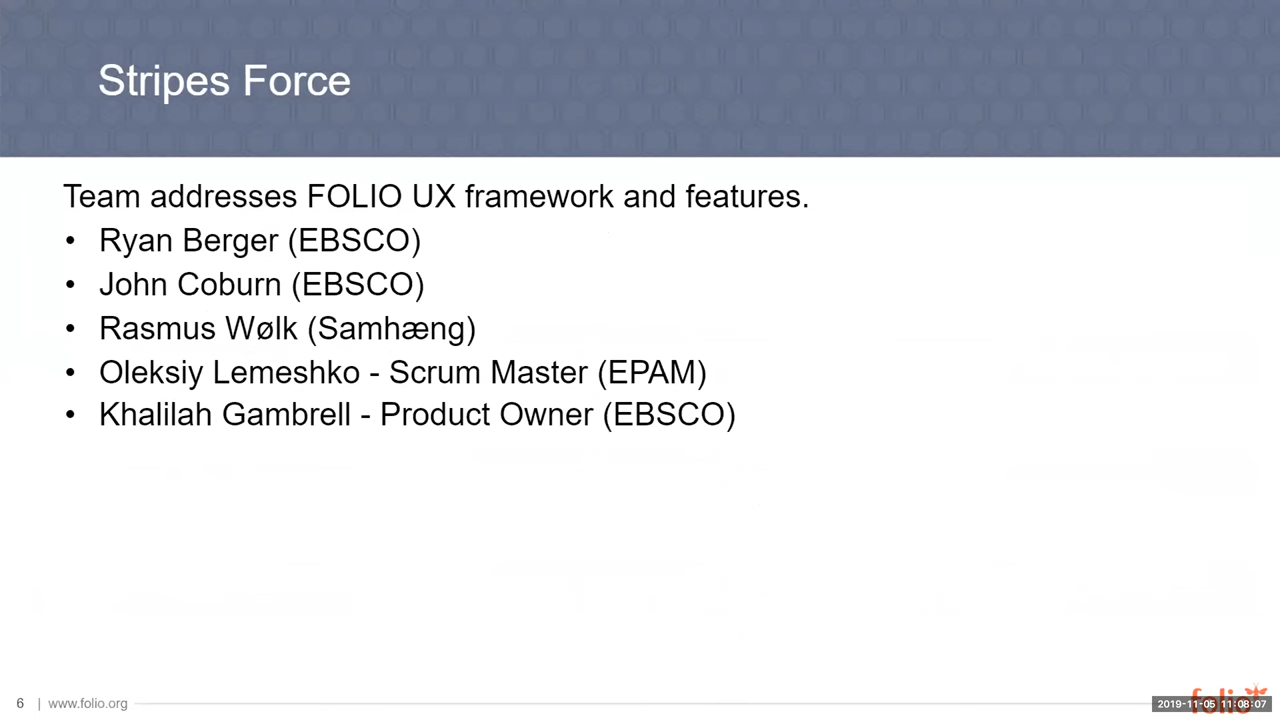 Stripes Force
Team addresses FOLIO UX framework and features.
• Ryan Berger (EBSCO)
• John Coburn (EBSCO)
• Rasmus Wølk (Samhæng)
• Oleksiy Lemeshko - Scrum Master (EPAM)
• Khalilah Gambrell - Product Owner (EBSCO)
6 | www.folio.org
folio
2019-11-05 11:08:07